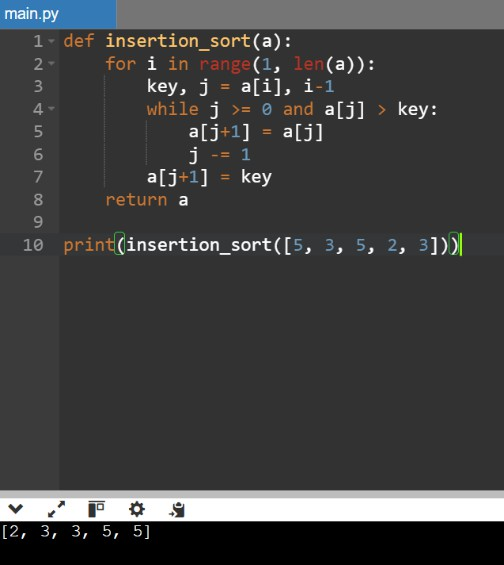 main.py
1 def insertion_sort(a):
2     for i in range(1, len(a)):
3         key, j = a[i], i-1
4         while j >= 0 and a[j] > key:
5             a[j+1] = a[j]
6             j -= 1
7         a[j+1] = key
8     return a
9
10 print(insertion_sort([5, 3, 5, 2, 3]))
[2, 3, 3, 5, 5]